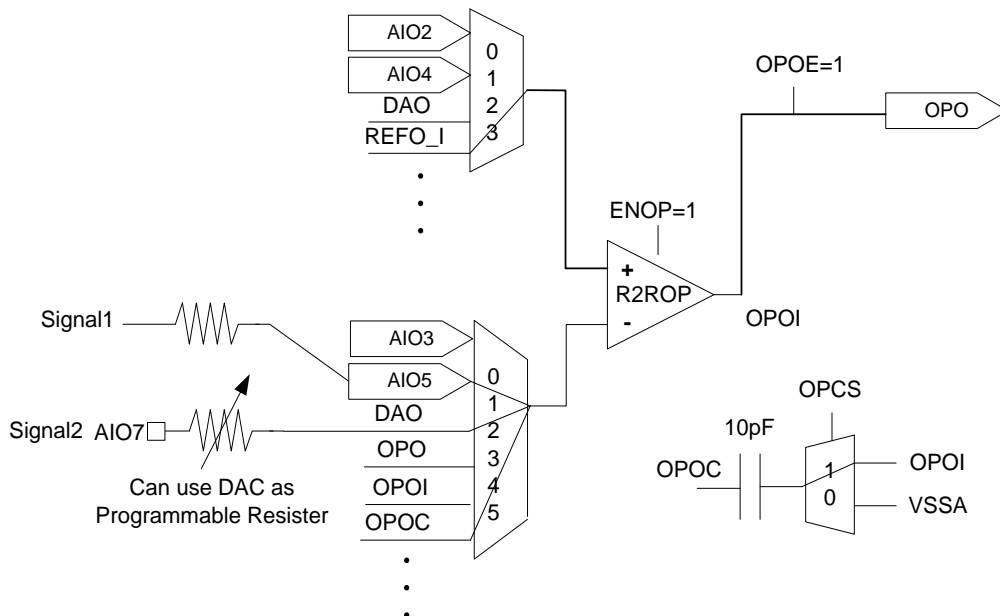 AIO2
AIO4
DAO
REFO_I
0
1
2
3
OPOE=1
OPO
ENOP=1
+
R2ROP
-
OPOI
Signal1
AIO3
AIO5
DAO
OPO
OPOI
OPOC
0
1
2
3
4
5
Signal2 AIO7
Can use DAC as
Programmable Resister
OPCS
10pF
OPOC
1
0
OPOI
VSSA